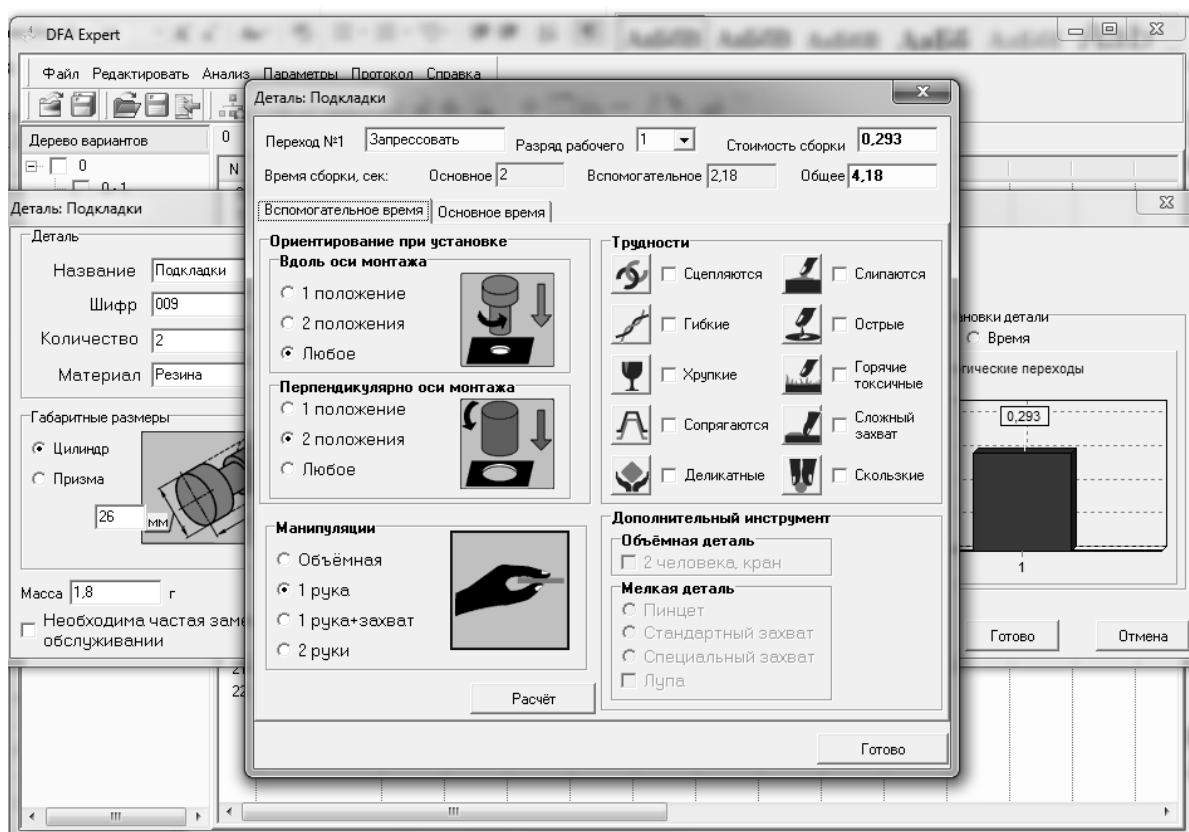 DFA Expert
Файл Редактировать Анализ Параметры Протокол Справка
Дерево вариантов
0
0
N
0 - 1
Деталь: Подкладки
Деталь
Название Подкладки
Шифр 009
Количество 2
Материал Резина
Габаритные размеры
Цилиндр
Призма
26 мм
Масса 1,8 г
Необходима частая
обслуживании
22
Деталь: Подкладки
Переход №1 Запрессовать Разряд рабочего 1 Стоимость сборки 0,293
Время сборки, сек: Основное 2 Вспомогательное 2,18 Общее 4,18
Вспомогательное время Основное время
Ориентирование при установке
Вдоль оси монтажа
1 положение
2 положения
Любое
Перпендикулярно оси монтажа
1 положение
2 положения
Любое
Манипуляции
Объёмная
1 рука
1 рука+захват
2 руки
Расчёт
Трудности
Сцепляются Слипаются
Гибкие Острые
Хрупкие Горячие
токсичные
Сопрягаются Сложный
захват
Деликатные Скользкие
Дополнительный инструмент
Объёмная деталь
2 человека, кран
Мелкая деталь
Пинцет
Стандартный захват
Специальный захват
Лупа
Готово
ановки детали
Время
гические переходы
0,293
1
Готово Отмена